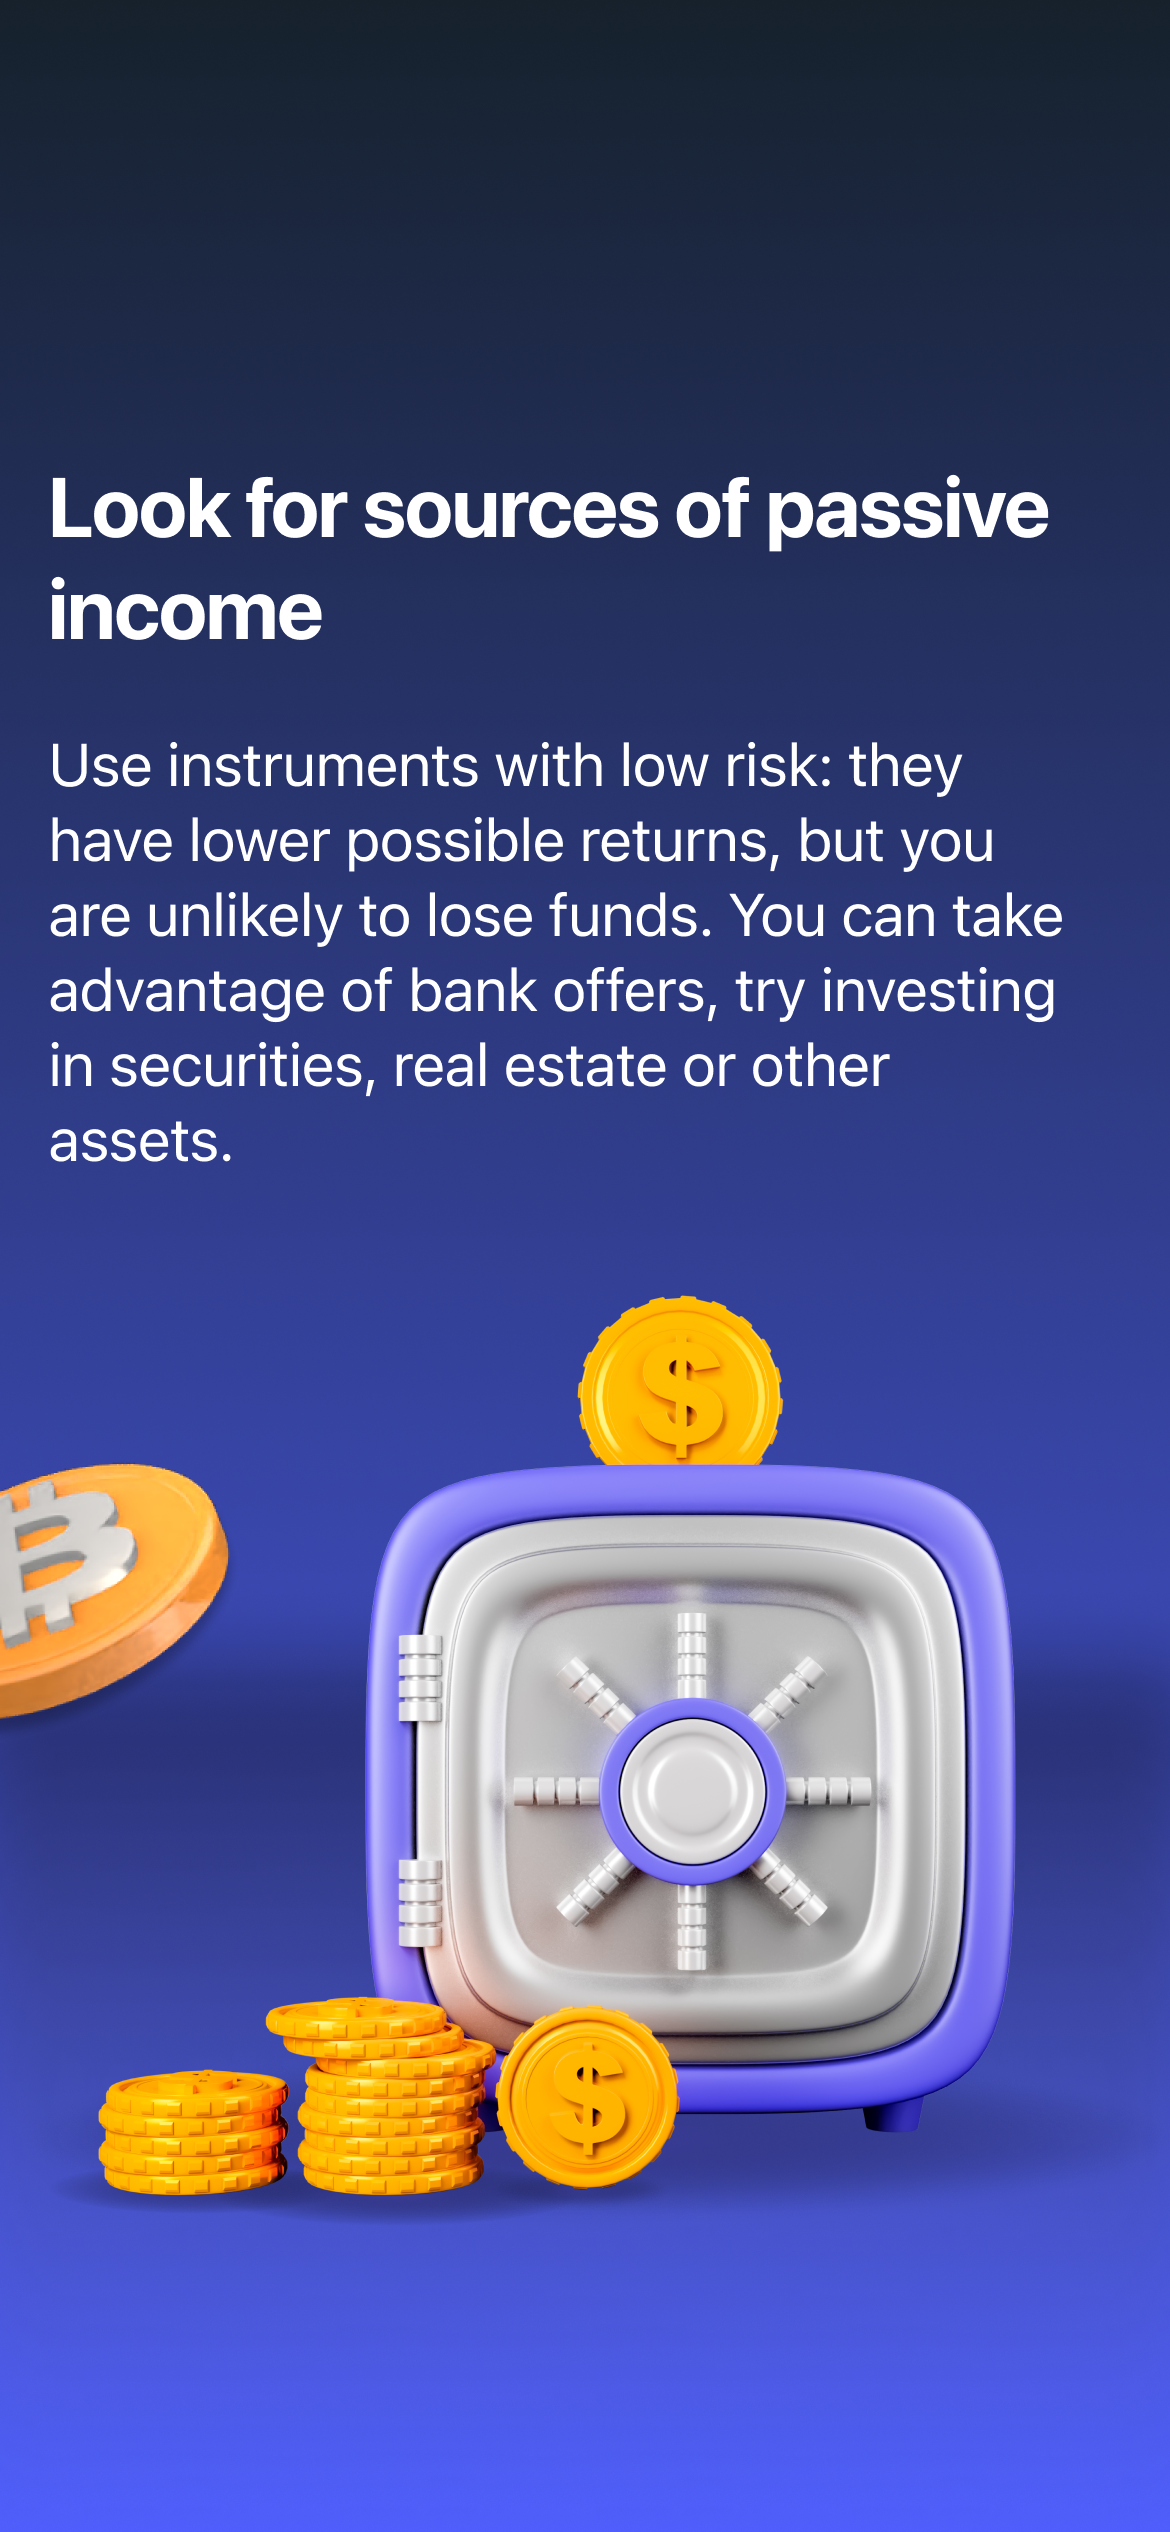 Look for sources of passive
income
Use instruments with low risk: they
have lower possible returns, but you
are unlikely to lose funds. You can take
advantage of bank offers, try investing
in securities, real estate or other
assets.
$
$